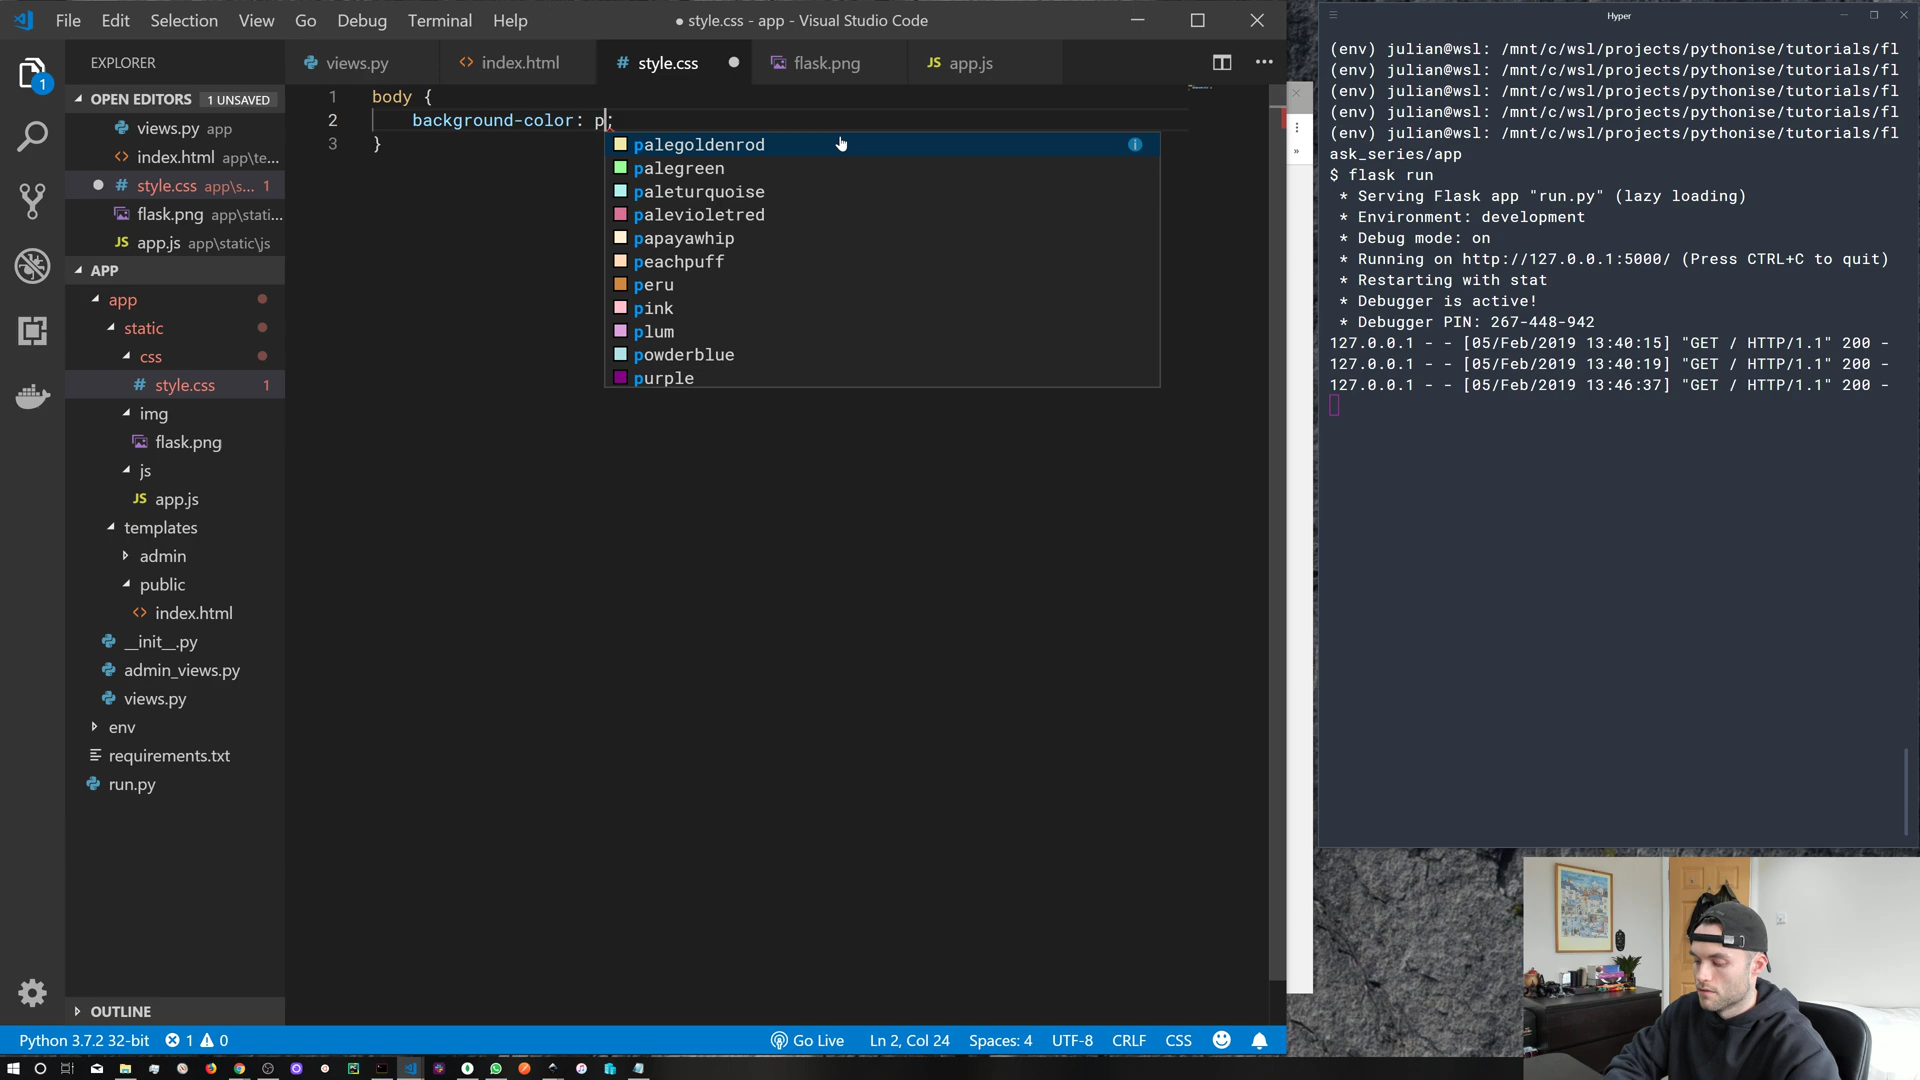 File Edit Selection View Go Debug Terminal Help
● style.css - app - Visual Studio Code
EXPLORER
OPEN EDITORS 1 UNSAVED
views.py app
index.html app\te...
style.css app\s... 1
flask.png app\stati...
JS app.js app\static\js
APP
app
static
css
# style.css 1
img
flask.png
js
JS app.js
templates
admin
public
<> index.html
__init__.py
admin_views.py
views.py
env
requirements.txt
run.py
OUTLINE
1
views.py
<> index.html
# style.css
flask.png
JS app.js
1 body {
2 background-color: p;
3 }
palegoldenrod
palegreen
paleturquoise
palevioletred
papayawhip
peachpuff
peru
pink
plum
powderblue
purple
Python 3.7.2 32-bit 1 0
Go Live Ln 2, Col 24 Spaces: 4 UTF-8 CRLF CSS
Hyper
(env) julian@wsl: /mnt/c/wsl/projects/pythonise/tutorials/fl
(env) julian@wsl: /mnt/c/wsl/projects/pythonise/tutorials/fl
(env) julian@wsl: /mnt/c/wsl/projects/pythonise/tutorials/fl
(env) julian@wsl: /mnt/c/wsl/projects/pythonise/tutorials/fl
(env) julian@wsl: /mnt/c/wsl/projects/pythonise/tutorials/fl
ask_series/app
$ flask run
* Serving Flask app "run.py" (lazy loading)
* Environment: development
* Debug mode: on
* Running on http://127.0.0.1:5000/ (Press CTRL+C to quit)
* Restarting with stat
* Debugger is active!
* Debugger PIN: 267-448-942
127.0.0.1 - - [05/Feb/2019 13:40:15] "GET / HTTP/1.1" 200 -
127.0.0.1 - - [05/Feb/2019 13:40:19] "GET / HTTP/1.1" 200 -
127.0.0.1 - - [05/Feb/2019 13:46:37] "GET / HTTP/1.1" 200 -